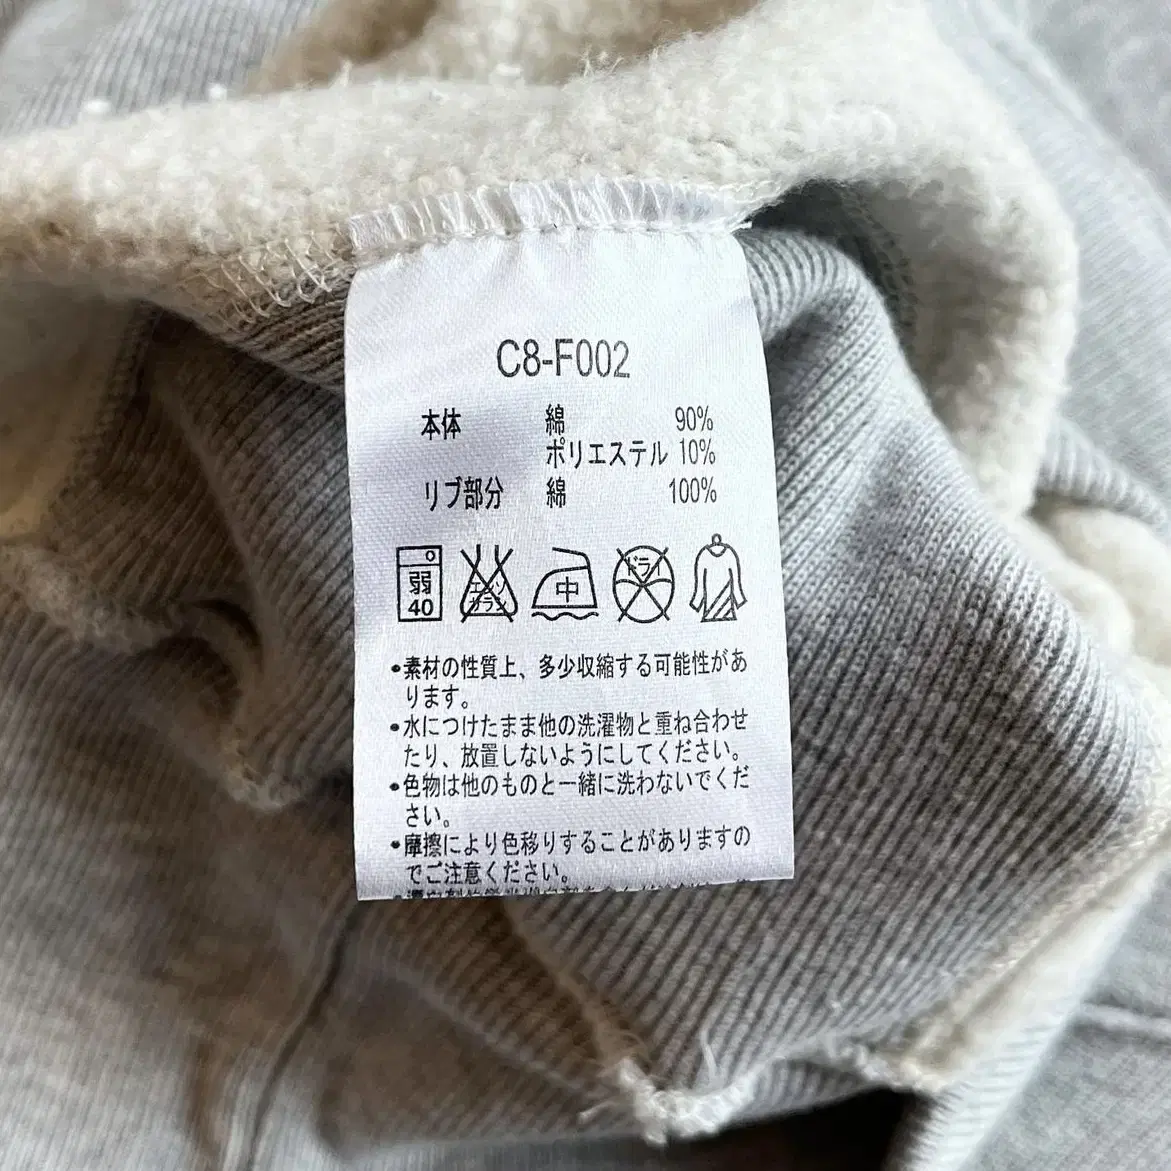 C8-F002
本体 綿 90%
ポリエステル 10%
リブ部分 綿 100%
弱 エンソ 中 ドライ
40 サラシ
•素材の性質上、多少収縮する可能性があ
ります。
•水につけたまま他の洗濯物と重ね合わせ
たり、放置しないようにしてください。
•色物は他のものと一緒に洗わないでくだ
さい。
•摩擦により色移りすることがありますの
でご注意ください。